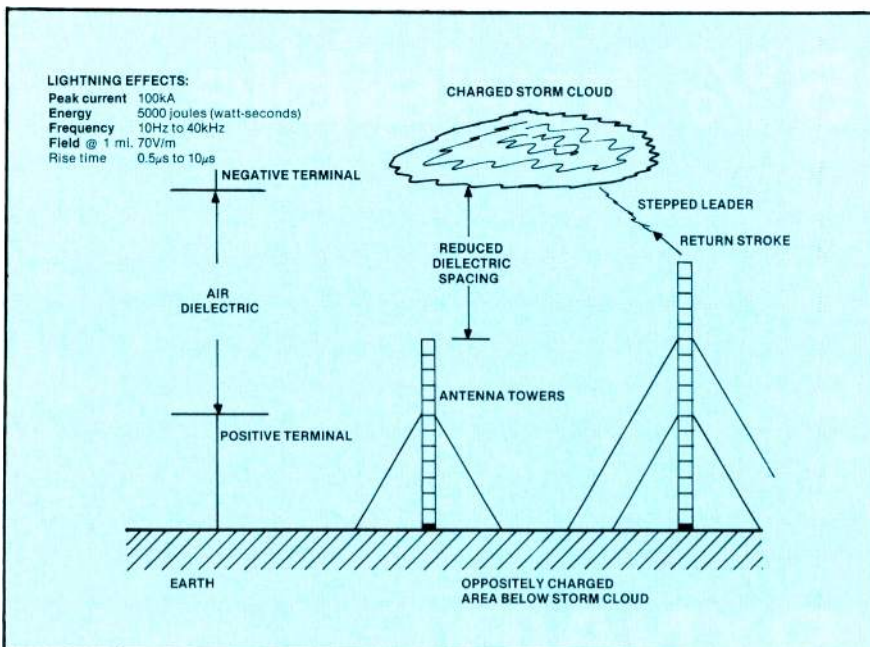 LIGHTNING EFFECTS:
Peak current 100kA
Energy 5000 joules (watt-seconds)
Frequency 10Hz to 40kHz
Field @ 1 mi. 70V/m
Rise time 0.5μs to 10μs
CHARGED STORM CLOUD
NEGATIVE TERMINAL
STEPPED LEADER
RETURN STROKE
REDUCED
DIELECTRIC
SPACING
AIR
DIELECTRIC
ANTENNA TOWERS
POSITIVE TERMINAL
EARTH
OPPOSITELY CHARGED
AREA BELOW STORM CLOUD